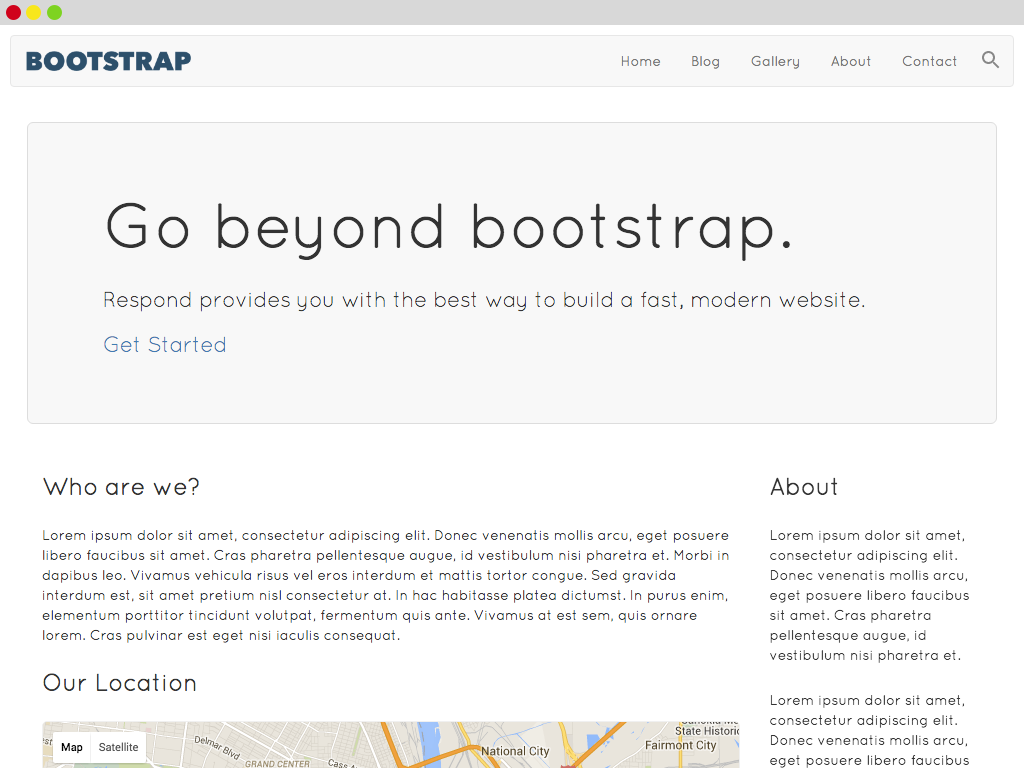 BOOTSTRAP
Home Blog Gallery About Contact
Go beyond bootstrap.
Respond provides you with the best way to build a fast, modern website.
Get Started
Who are we?
Lorem ipsum dolor sit amet, consectetur adipiscing elit. Donec venenatis mollis arcu, eget posuere
libero faucibus sit amet. Cras pharetra pellentesque augue, id vestibulum nisi pharetra et. Morbi in
dapibus leo. Vivamus vehicula risus vel eros interdum et mattis tortor congue. Sed gravida
interdum est, sit amet pretium nisl consectetur at. In hac habitasse platea dictumst. In purus enim,
elementum porttitor tincidunt volutpat, fermentum quis ante. Vivamus at est sem, quis ornare
lorem. Cras pulvinar est eget nisi iaculis consequat.
Our Location
Map Satellite
Delmar Blvd
GRAND CENTER
National City
State Historic
Fairmont City
About
Lorem ipsum dolor sit amet,
consectetur adipiscing elit.
Donec venenatis mollis arcu,
eget posuere libero faucibus
sit amet. Cras pharetra
pellentesque augue, id
vestibulum nisi pharetra et.
Lorem ipsum dolor sit amet,
consectetur adipiscing elit.
Donec venenatis mollis arcu,
eget posuere libero faucibus